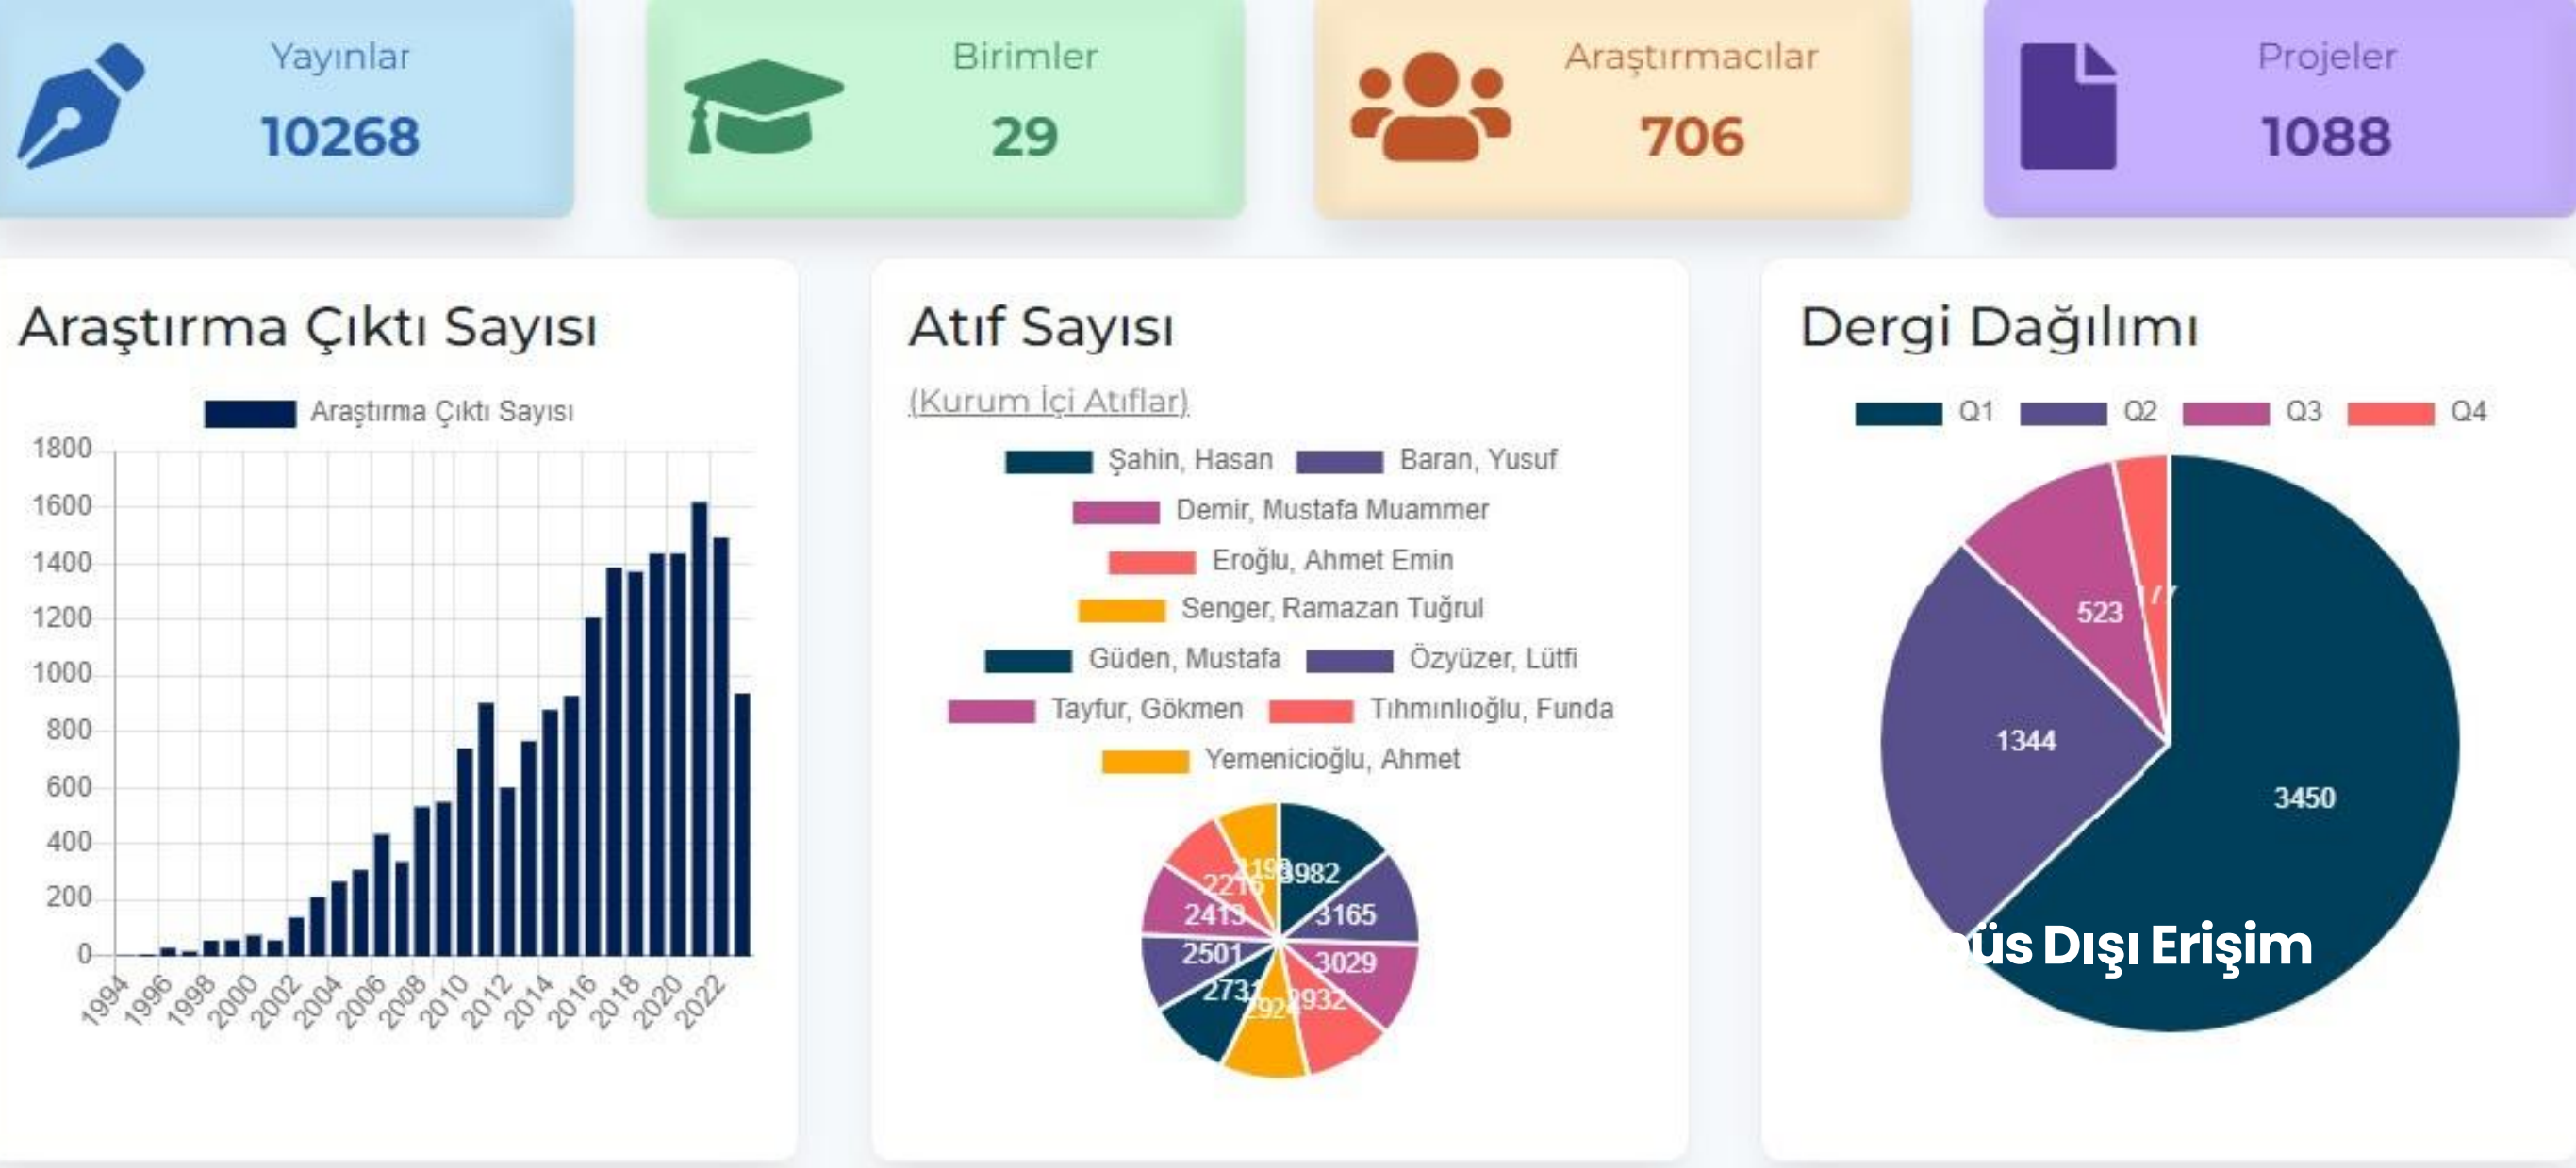 Yayınlar
10268
Birimler
29
Araştırmacılar
706
Projeler
1088
Araştırma Çıktı Sayısı
Araştırma Çıktı Sayısı
1800
1600
1400
1200
1000
800
600
400
200
0
1994 1996 1998 2000 2002 2004 2006 2008 2010 2012 2014 2016 2018 2020 2022
Atıf Sayısı
(Kurum İçi Atıflar)
Şahin, Hasan Baran, Yusuf
Demir, Mustafa Muammer
Eroğlu, Ahmet Emin
Senger, Ramazan Tuğrul
Güden, Mustafa Özyüzer, Lütfi
Tayfur, Gökmen Tıhmınlıoğlu, Funda
Yemenicioğlu, Ahmet
3165
2413
2501
3029
Dergi Dağılımı
Q1 Q2 Q3 Q4
523
1344
3450
Dışı Erişim